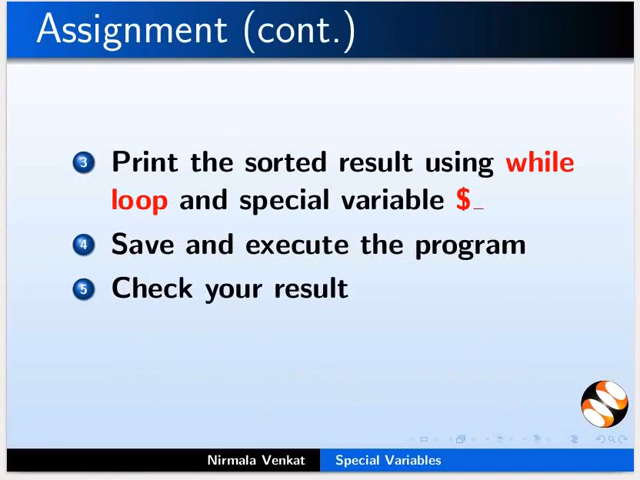 Assignment (cont.)
3 Print the sorted result using while
loop and special variable $_
4 Save and execute the program
5 Check your result
Nirmala Venkat Special Variables